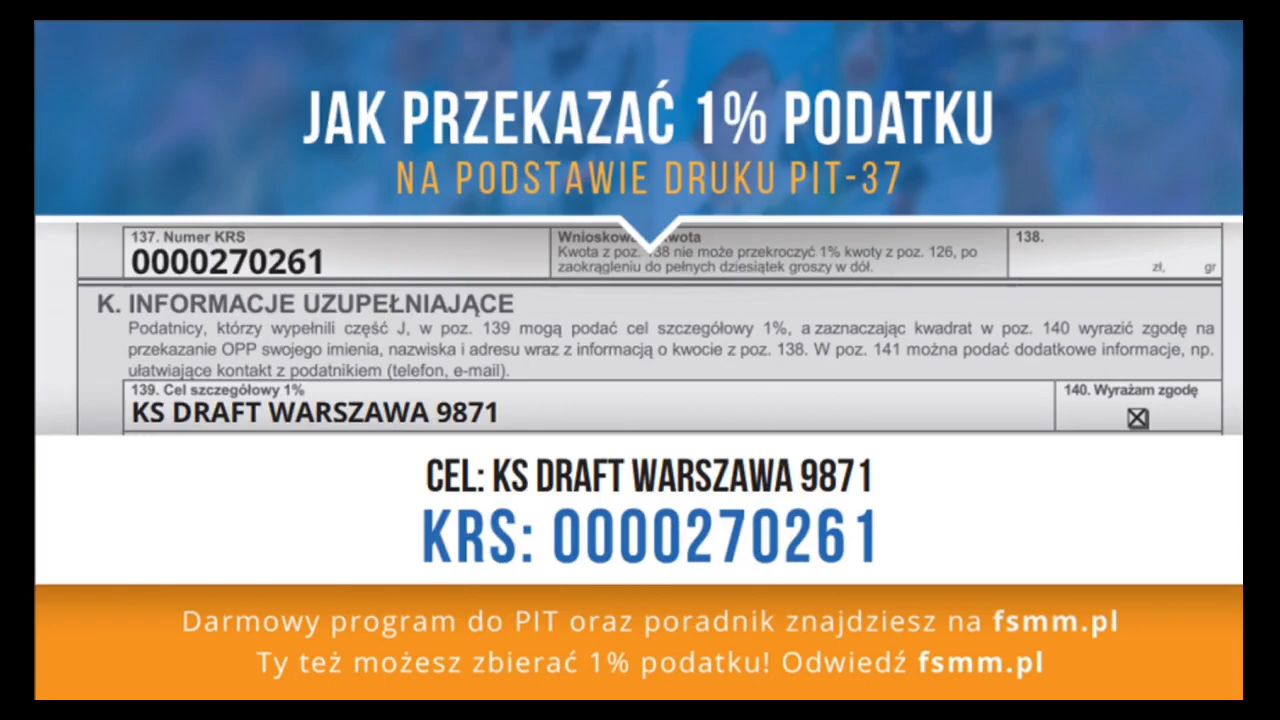 JAK PRZEKAZAĆ 1% PODATKU
NA PODSTAWIE DRUKU PIT-37
137. Numer KRS
0000270261
Kwota z poz. 138 nie może przekroczyć 1% kwoty z poz. 126, po
zaokrągleniu do pełnych dziesiątek groszy w dół.
138.
zł, gr
K. INFORMACJE UZUPEŁNIAJĄCE
Podatnicy, którzy wypełnili część J, w poz. 139 mogą podać cel szczegółowy 1%, a zaznaczając kwadrat w poz. 140 wyrazić zgodę na
przekazanie OPP swojego imienia, nazwiska i adresu wraz z informacją o kwocie z poz. 138. W poz. 141 można podać dodatkowe informacje, np.
ułatwiające kontakt z podatnikiem (telefon, e-mail).
139. Cel szczegółowy 1%
KS DRAFT WARSZAWA 9871
140. Wyrażam zgodę
CEL: KS DRAFT WARSZAWA 9871
KRS: 0000270261
Darmowy program do PIT oraz poradnik znajdziesz na fsmm.pl
Ty też możesz zbierać 1% podatku! Odwiedź fsmm.pl